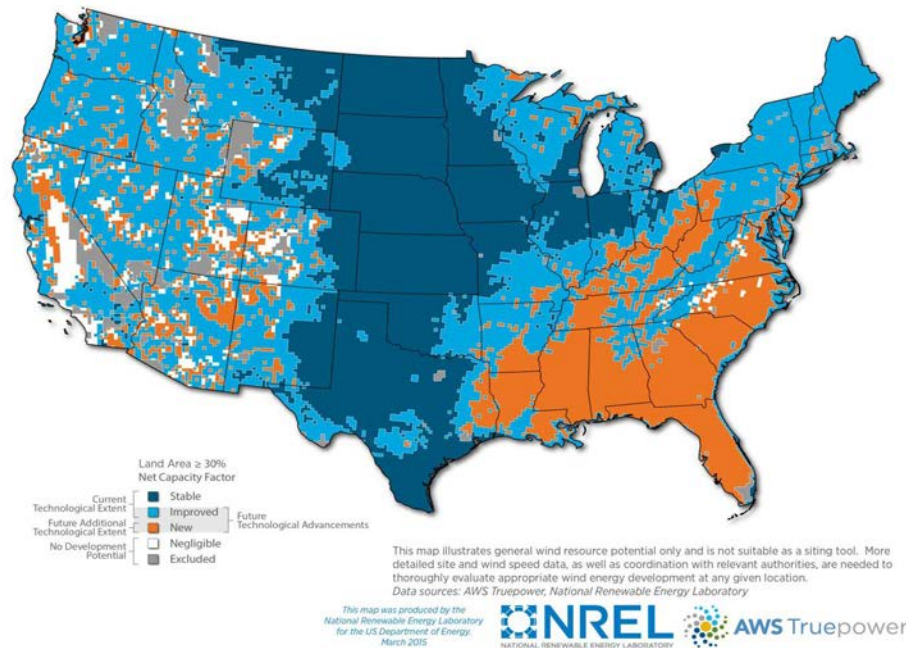 Land Area ≥ 30%
Net Capacity Factor
Current
Technological Extent
Stable
Improved
Future Additional
Technological Extent
New
Future
Technological Advancements
No Development
Potential
Negligible
Excluded
This map illustrates general wind resource potential only and is not suitable as a siting tool. More
detailed site and wind speed data, as well as coordination with relevant authorities, are needed to
thoroughly evaluate appropriate wind energy development at any given location.
Data sources: AWS Truepower, National Renewable Energy Laboratory
This map was produced by the
National Renewable Energy Laboratory
for the US Department of Energy.
March 2015
NREL
NATIONAL RENEWABLE ENERGY LABORATORY
AWS Truepower